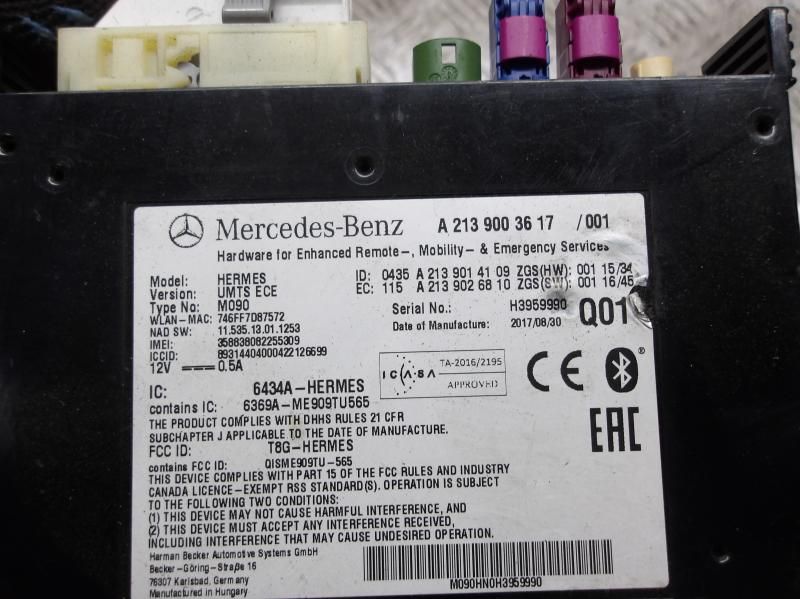 Mercedes-Benz A 213 900 36 17 /001
Hardware for Enhanced Remote-, Mobility- & Emergency Services
Model: HERMES ID: 0435 A 213 901 41 09 ZGS(HW): 001 15/34
Version: UMTS ECE EC: 115 A 213 902 68 10 ZGS(SW): 001 16/45
Type No: M090 Serial No.: H3959990 Q01
WLAN-MAC: 746FF7D87572 Date of Manufacture: 2017/08/30
NAD SW: 11.535.13.01.1253
IMEI: 358838082255309
ICCID: 89314404000422126699
12V 0.5A
ICASA TA-2016/2195
APPROVED
CE
EAC
IC: 6434A-HERMES
contains IC: 6369A-ME909TU565
THE PRODUCT COMPLIES WITH DHHS RULES 21 CFR
SUBCHAPTER J APPLICABLE TO THE DATE OF MANUFACTURE.
FCC ID: T8G-HERMES
contains FCC ID: QISME909TU-565
THIS DEVICE COMPLIES WITH PART 15 OF THE FCC RULES AND INDUSTRY
CANADA LICENCE-EXEMPT RSS STANDARD(S). OPERATION IS SUBJECT
TO THE FOLLOWING TWO CONDITIONS:
(1) THIS DEVICE MAY NOT CAUSE HARMFUL INTERFERENCE, AND
(2) THIS DEVICE MUST ACCEPT ANY INTERFERENCE RECEIVED,
INCLUDING INTERFERENCE THAT MAY CAUSE UNDESIRED OPERATION.
Harman Becker Automotive Systems GmbH
Becker-Göring-Straße 16
76307 Karlsbad, Germany
Manufactured in Hungary
M090HN0H3959990